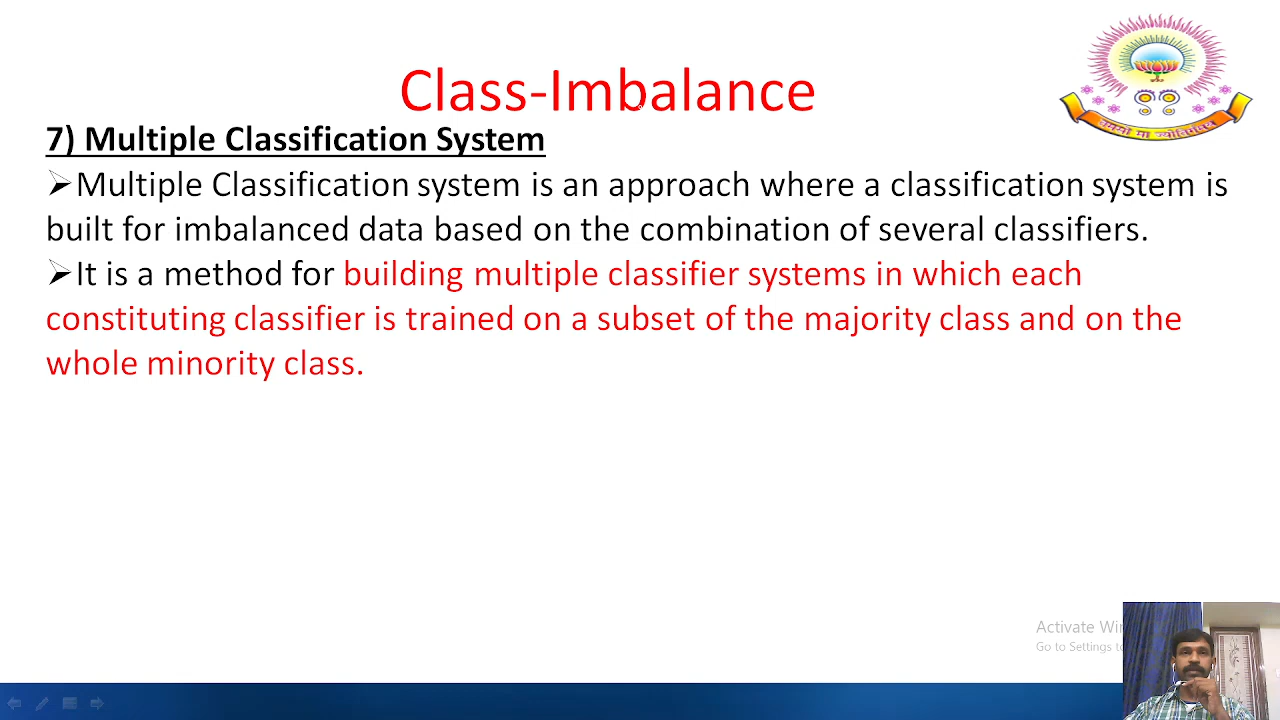 Class-Imbalance
7) Multiple Classification System
➢Multiple Classification system is an approach where a classification system is
built for imbalanced data based on the combination of several classifiers.
➢It is a method for building multiple classifier systems in which each
constituting classifier is trained on a subset of the majority class and on the
whole minority class.
Activate
Go to Settings